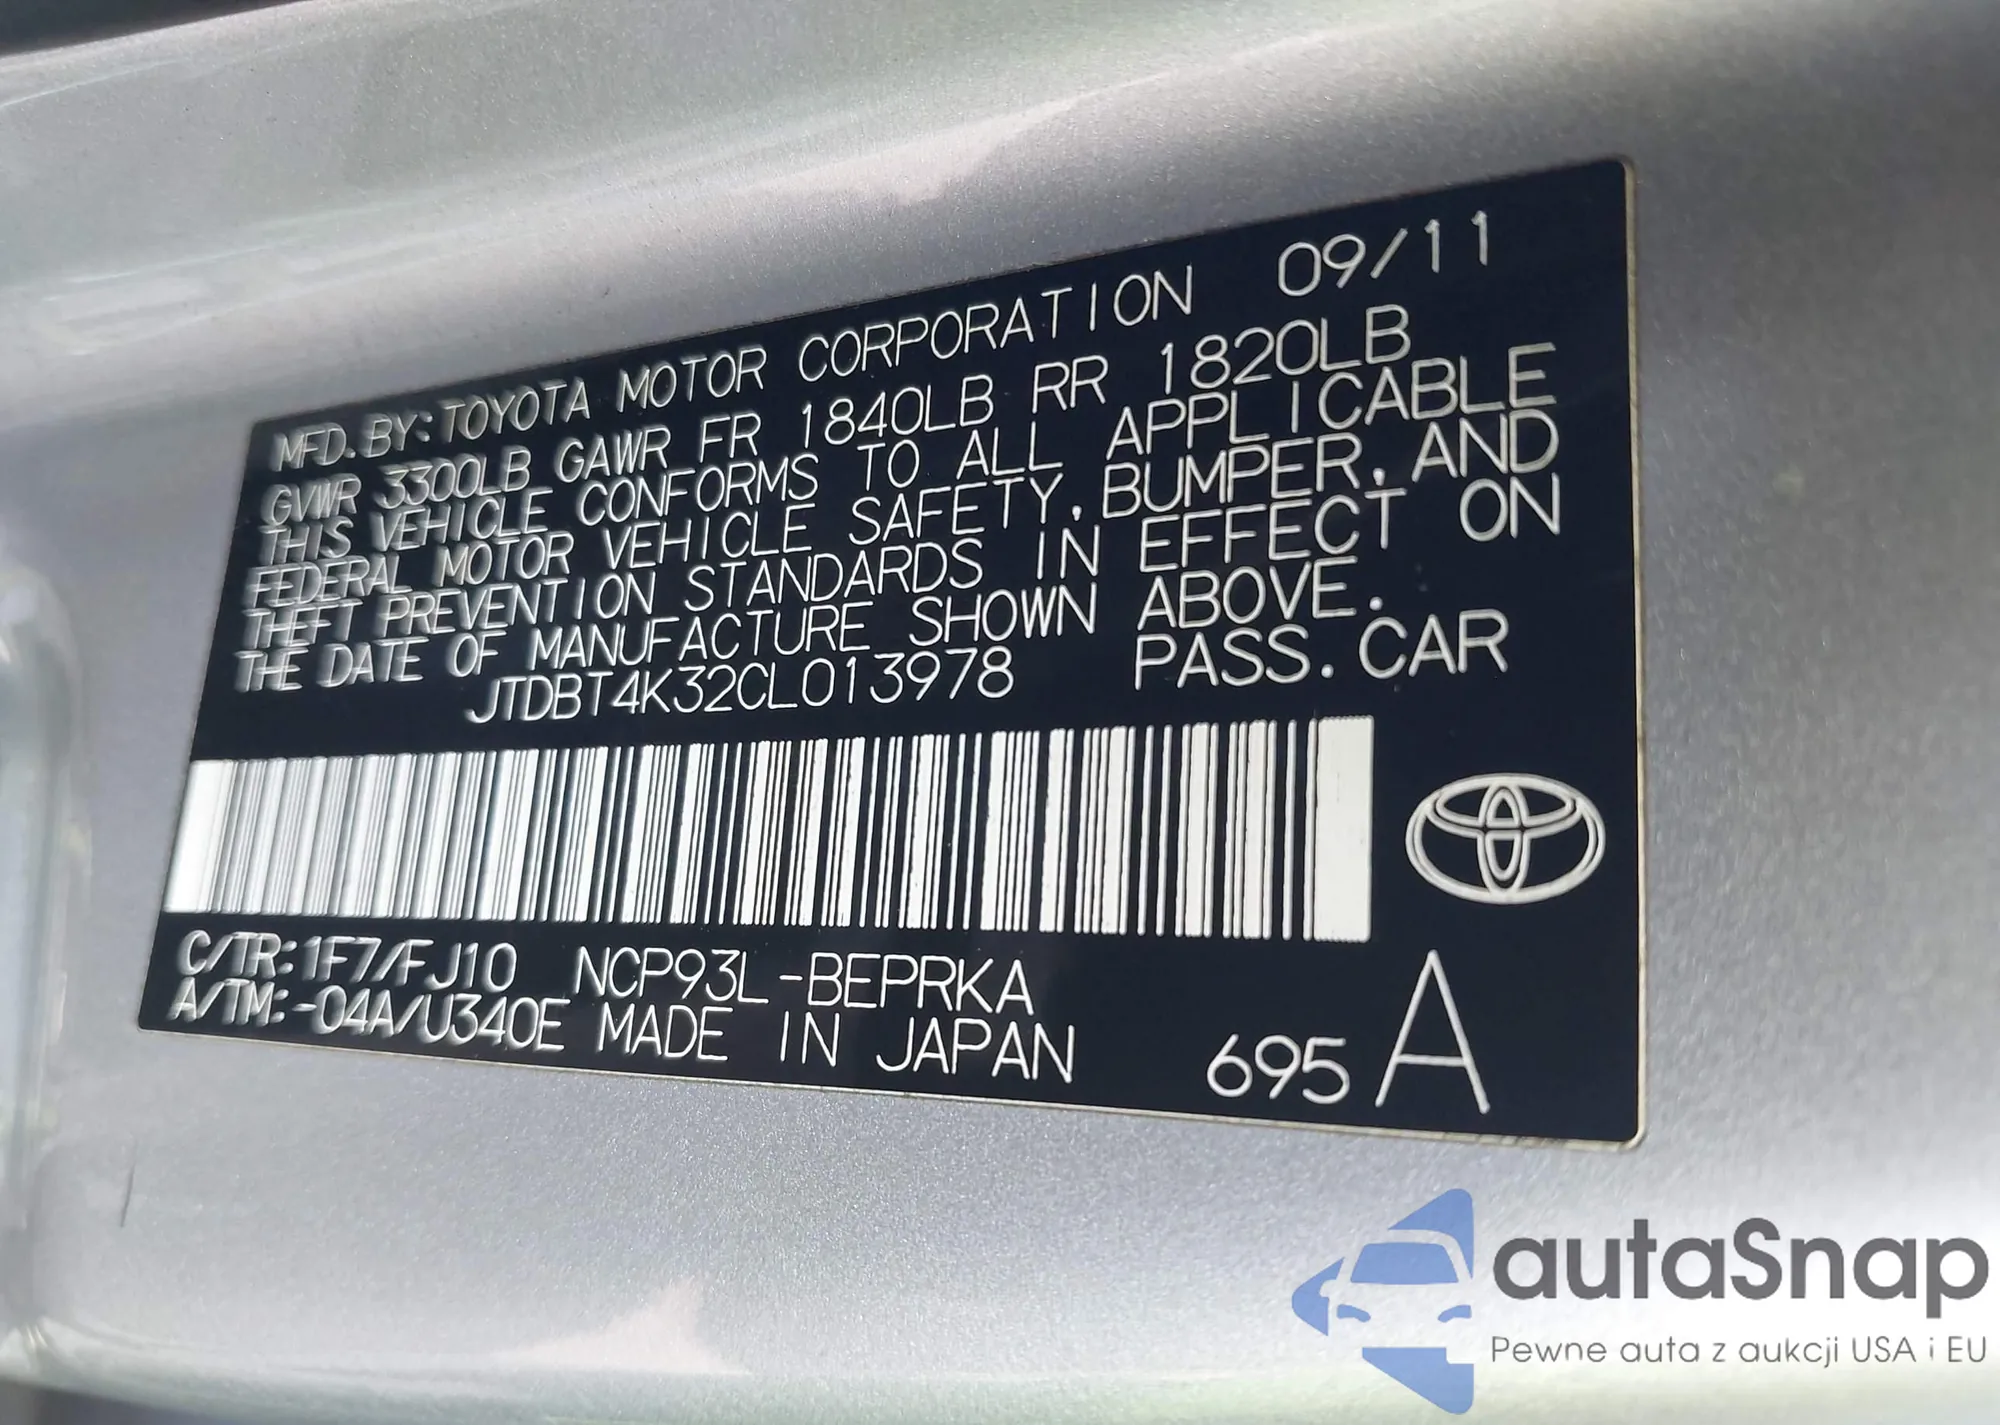 MFD. BY: TOYOTA MOTOR CORPORATION 09/11
GVWR 3300LB GAWR FR 1840LB RR 1820LB
THIS VEHICLE CONFORMS TO ALL APPLICABLE
FEDERAL MOTOR VEHICLE SAFETY, BUMPER, AND
THEFT PREVENTION STANDARDS IN EFFECT ON
THE DATE OF MANUFACTURE SHOWN ABOVE.
JTDBT4K32CL013978 PASS. CAR
C/TR: 1F7/FJ10 NCP93L-BEPRKA
A/TM: -04A/U340E MADE IN JAPAN 695 A
autaSnap
Pewne auta z aukcji USA i EU